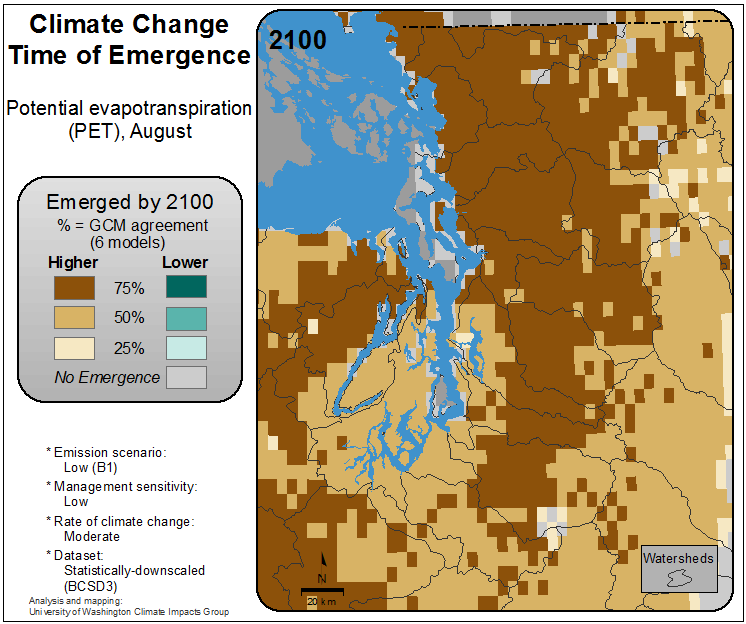 Climate Change
Time of Emergence
Potential evapotranspiration
(PET), August
Emerged by 2100
% = GCM agreement
(6 models)
Higher Lower
75%
50%
25%
No Emergence
* Emission scenario:
Low (B1)
* Management sensitivity:
Low
* Rate of climate change:
Moderate
* Dataset:
Statistically-downscaled
(BCSD3)
Analysis and mapping:
University of Washington Climate Impacts Group
2100
N
20 km
Watersheds